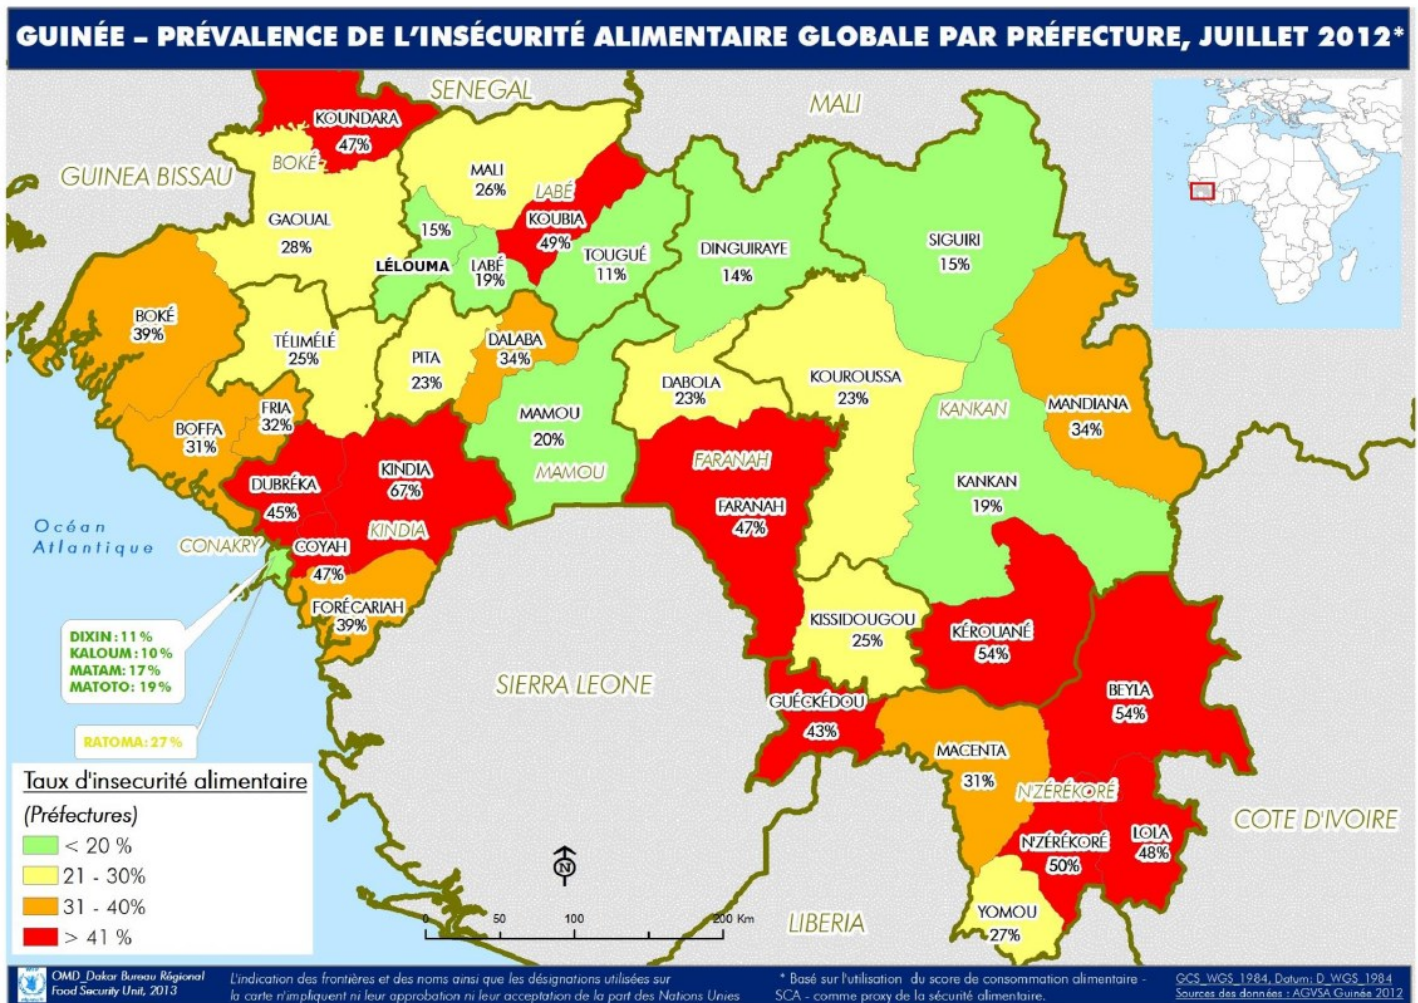 GUINÉE – PRÉVALENCE DE L'INSÉCURITÉ ALIMENTAIRE GLOBALE PAR PRÉFECTURE, JUILLET 2012*
SENEGAL
MALI
KOUNDARA
47%
BOKÉ
GUINEA BISSAU
MALI
26%
LABÉ
KOUBIA
49%
GAOUAL
28%
15%
LÉLOUMA
LABÉ
19%
TOUGUÉ
11%
DINGUIRAYE
14%
SIGUIRI
15%
BOKÉ
39%
TÉLIMÉLÉ
25%
PITA
23%
DALABA
34%
DABOLA
23%
KOUROUSSA
23%
KANKAN
MANDIANA
34%
FRIA
32%
BOFFA
31%
MAMOU
20%
MAMOU
FARANAH
FARANAH
47%
KANKAN
19%
DUBRÉKA
45%
KINDIA
67%
KINDIA
Océan
Atlantique
CONAKRY
COYAH
47%
FORÉCARIAH
39%
KISSIDOUGOU
25%
KÉROUANÉ
54%
DIXIN : 11 %
KALOUM : 10 %
MATAM : 17 %
MATOTO : 19 %
RATOMA : 27 %
SIERRA LEONE
GUÉCKÉDOU
43%
BEYLA
54%
MACENTA
31%
N'ZÉRÉKORÉ
N'ZÉRÉKORÉ
50%
LOLA
48%
COTE D'IVOIRE
YOMOU
27%
LIBERIA
Taux d'insecurité alimentaire
(Préfectures)
< 20 %
21 - 30%
31 - 40%
> 41 %
N
0 50 100 200 Km
OMD_Dakar Bureau Régional
Food Security Unit, 2013
L'indication des frontières et des noms ainsi que les désignations utilisées sur
la carte n'impliquent ni leur approbation ni leur acceptation de la part des Nations Unies
* Basé sur l'utilisation du score de consommation alimentaire -
SCA - comme proxy de la sécurité alimentaire.
GCS_WGS_1984, Datum: D_WGS_1984
Sources des données : AGVSA Guinée 2012